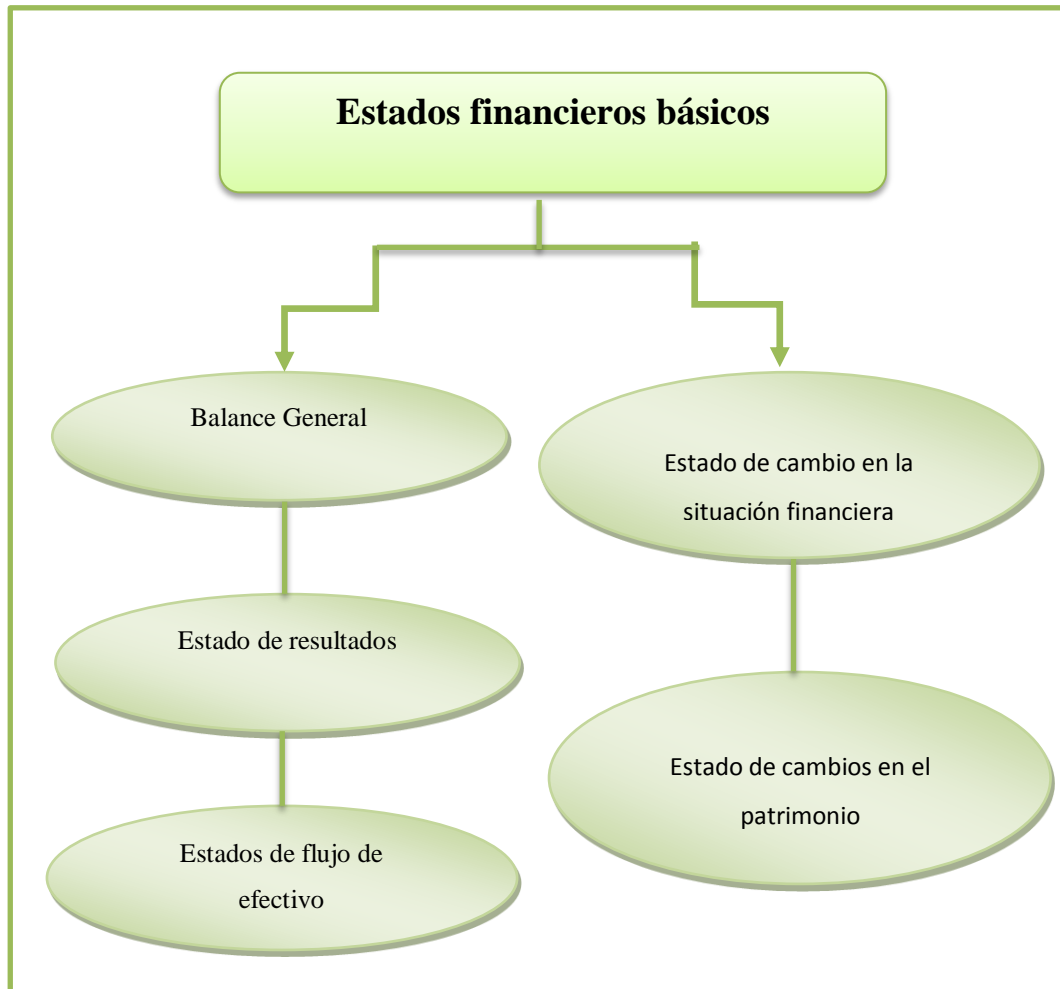 Estados financieros básicos
Balance General
Estado de resultados
Estados de flujo de
efectivo
Estado de cambio en la
situación financiera
Estado de cambios en el
patrimonio